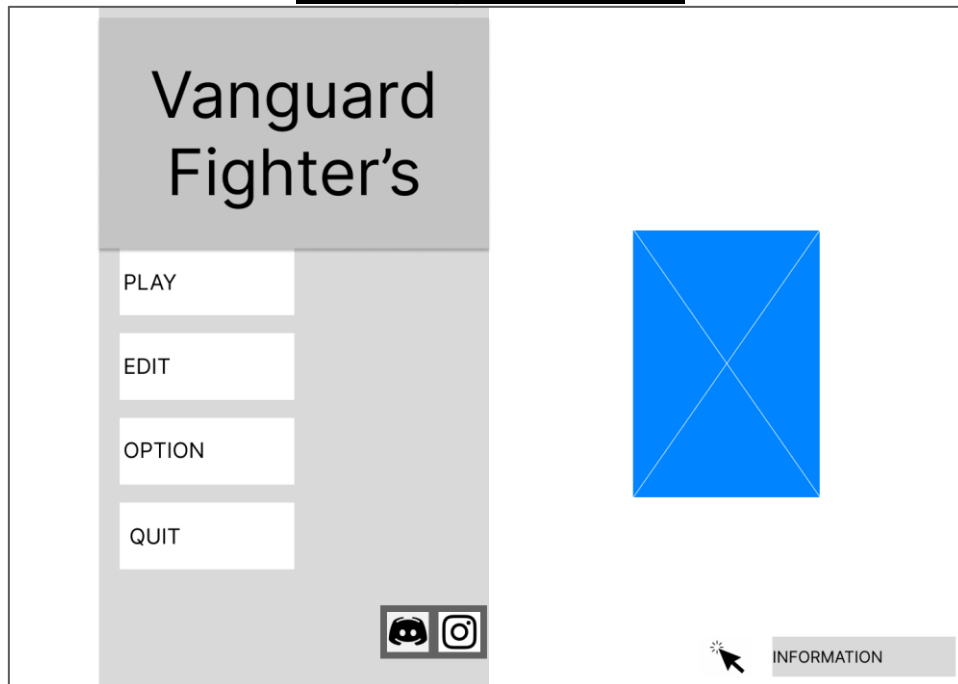 Vanguard
Fighter’s
PLAY
EDIT
OPTION
QUIT
INFORMATION